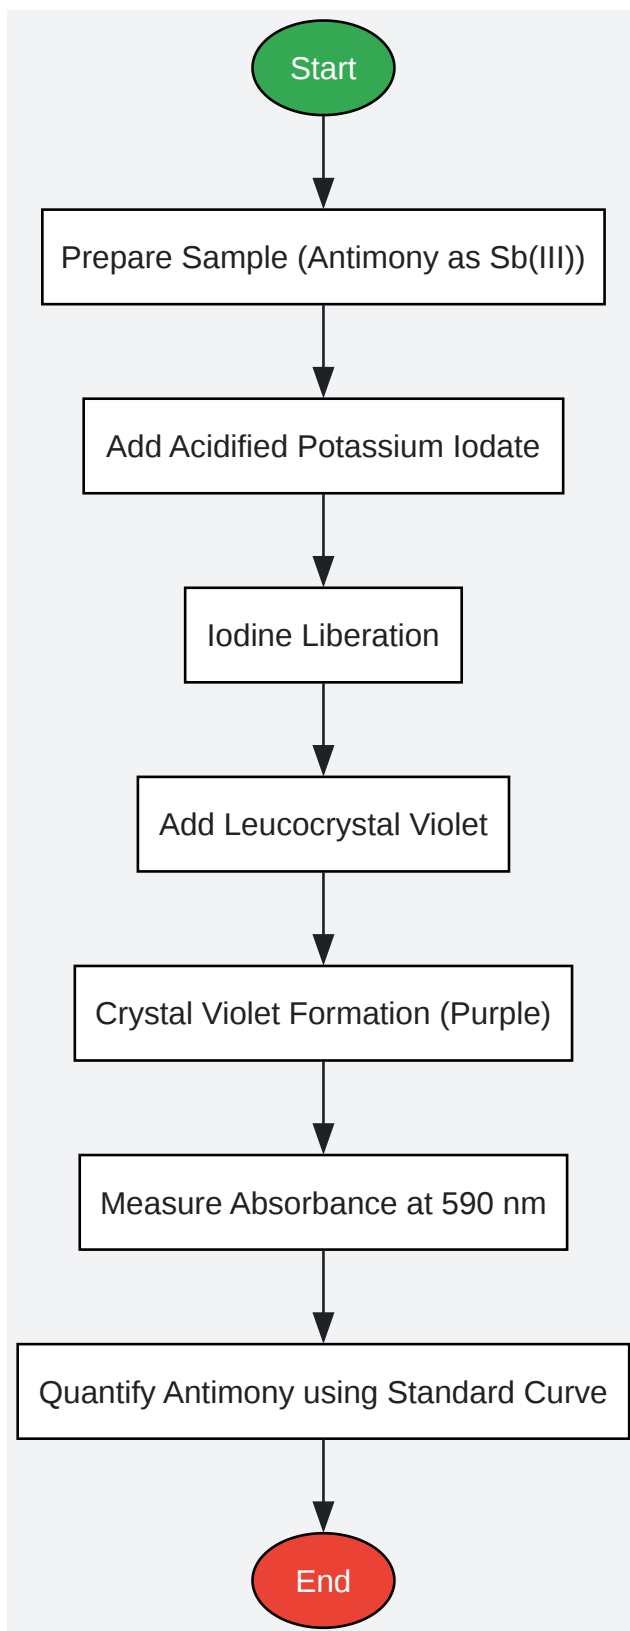 Start
Prepare Sample (Antimony as Sb(III))
Add Acidified Potassium Iodate
Iodine Liberation
Add Leucocrystal Violet
Crystal Violet Formation (Purple)
Measure Absorbance at 590 nm
Quantify Antimony using Standard Curve
End